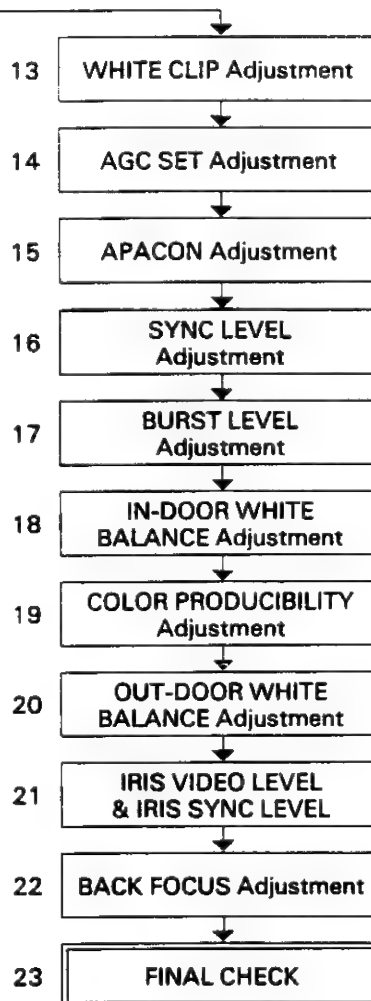 13 WHITE CLIP Adjustment
14 AGC SET Adjustment
15 APACON Adjustment
16 SYNC LEVEL
Adjustment
17 BURST LEVEL
Adjustment
18 IN-DOOR WHITE
BALANCE Adjustment
19 COLOR PRODUCIBILITY
Adjustment
20 OUT-DOOR WHITE
BALANCE Adjustment
21 IRIS VIDEO LEVEL
& IRIS SYNC LEVEL
22 BACK FOCUS Adjustment
23 FINAL CHECK